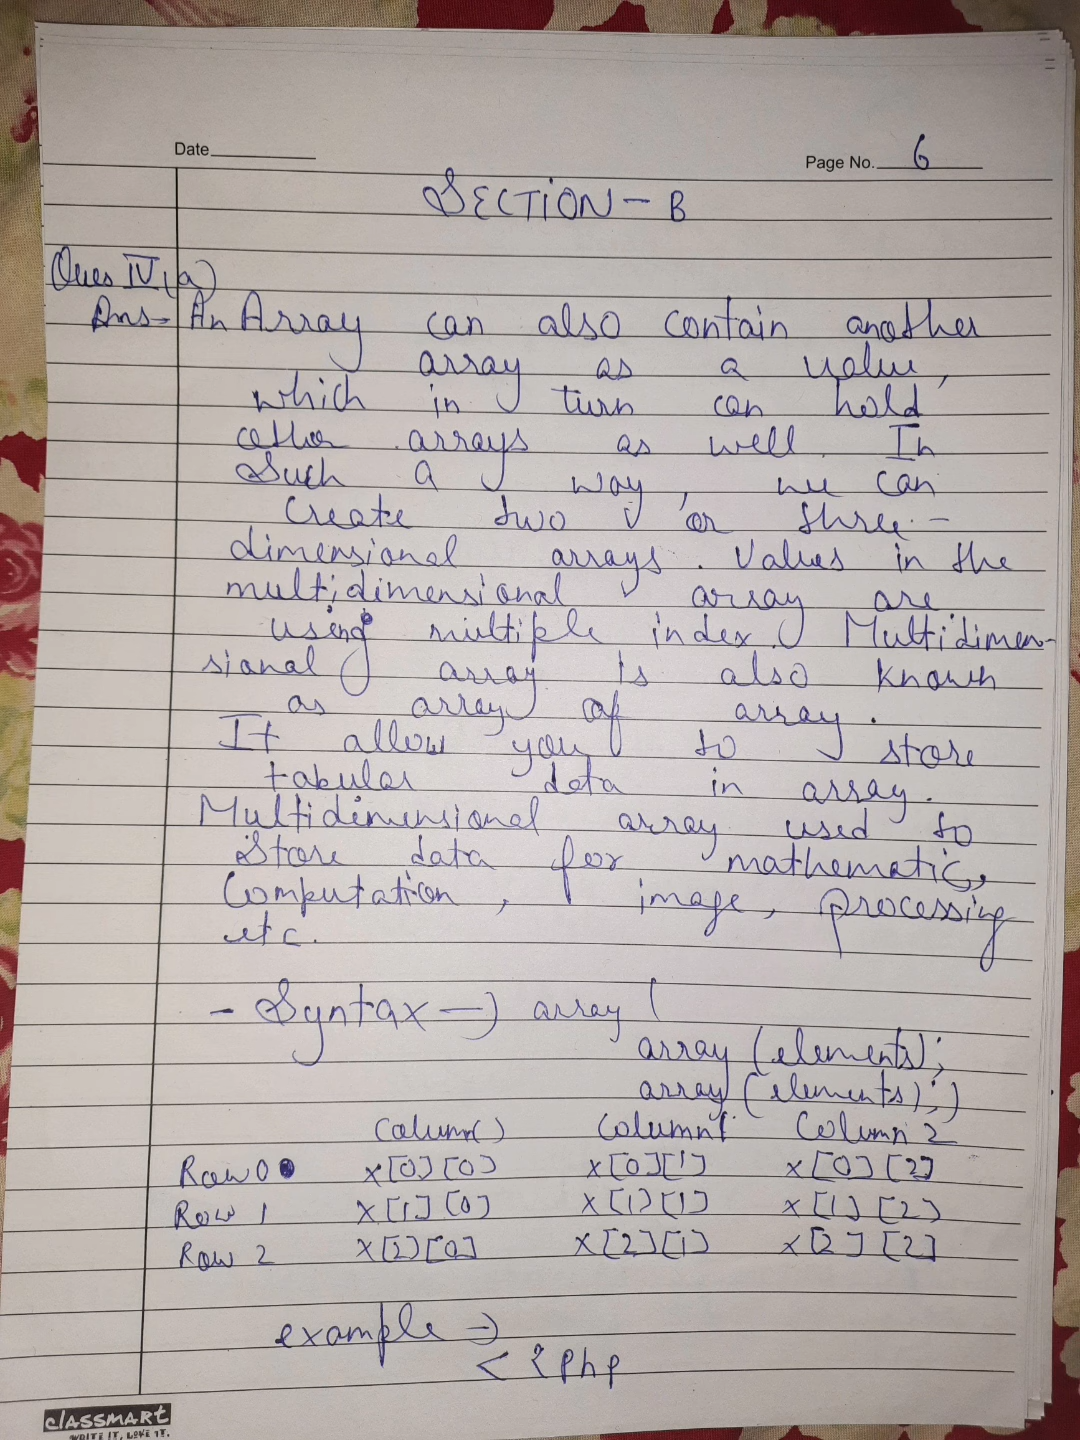 Date
Page No. 6
SECTION - B
Ques IV (a)
Ans - An Array can also contain another
array as a value,
which in turn can hold
other arrays as well. In
Such a way, we can
Create two or three -
dimensional arrays. Values in the
multidimensional array are
using multiple index. Multidimen-
sional array is also known
as array of array.
It allow you to store
tabular data in array.
Multidimensional array used to
Store data for mathematic,
Computation, image, processing
etc.
- Syntax → array (
array (elements);
array (elements);)
Column0 Column1 Column 2
Row 0 x[0][0] x[0][1] x[0][2]
Row 1 x[1][0] x[1][1] x[1][2]
Row 2 x[2][0] x[2][1] x[2][2]
example →
<?Php
CLASSMART
WRITE IT, LOVE IT.